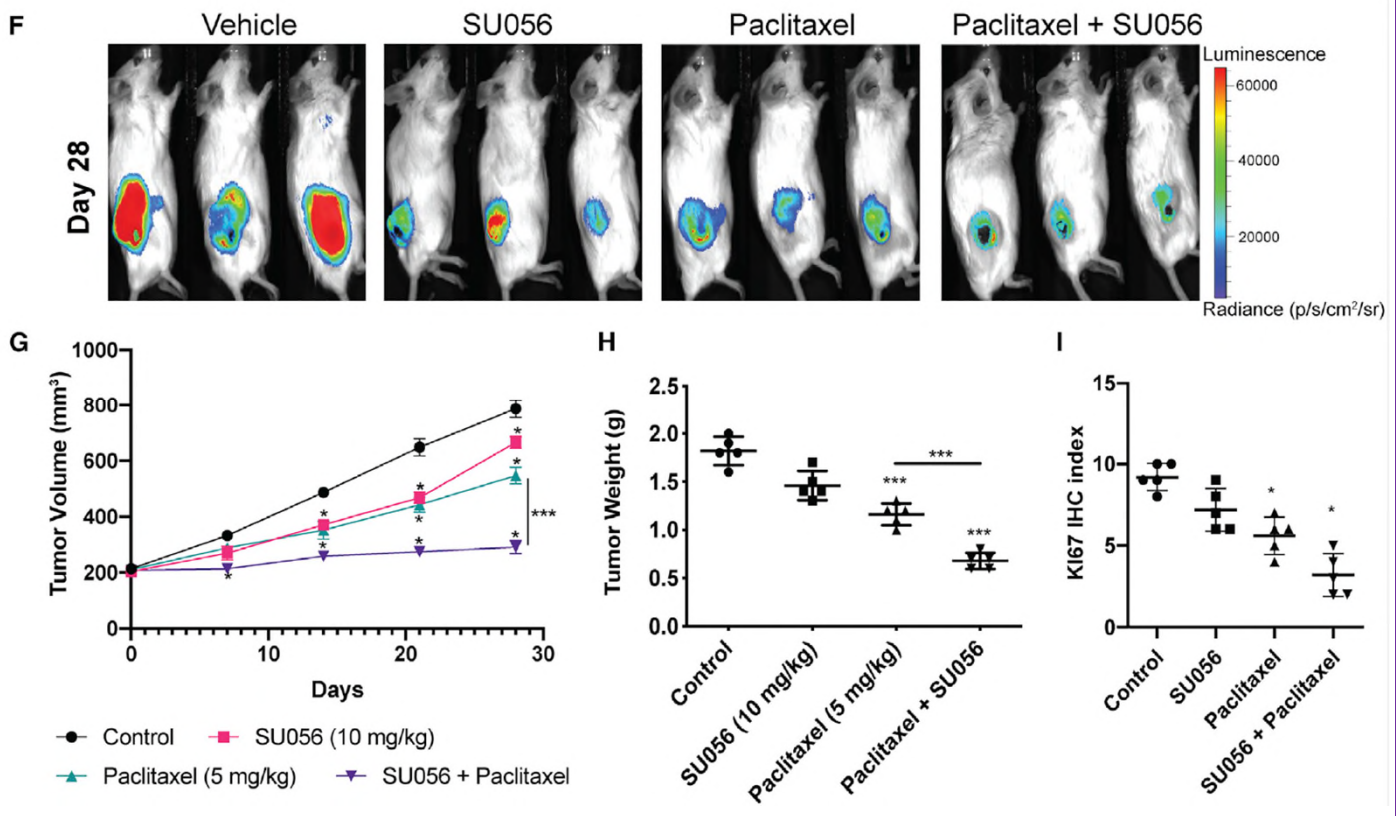 F
Vehicle
SU056
Paclitaxel
Paclitaxel + SU056
Day 28
Luminescence
60000
40000
20000
Radiance (p/s/cm²/sr)
G
Tumor Volume (mm³)
1000
800
600
400
200
0
0 10 20 30
Days
* * * * * * * * * *
***
Control
SU056 (10 mg/kg)
Paclitaxel (5 mg/kg)
SU056 + Paclitaxel
H
Tumor Weight (g)
2.5
2.0
1.5
1.0
0.5
0.0
***
***
***
Control
SU056 (10 mg/kg)
Paclitaxel (5 mg/kg)
Paclitaxel + SU056
I
KI67 IHC index
15
10
5
0
*
*
Control
SU056
Paclitaxel
SU056 + Paclitaxel